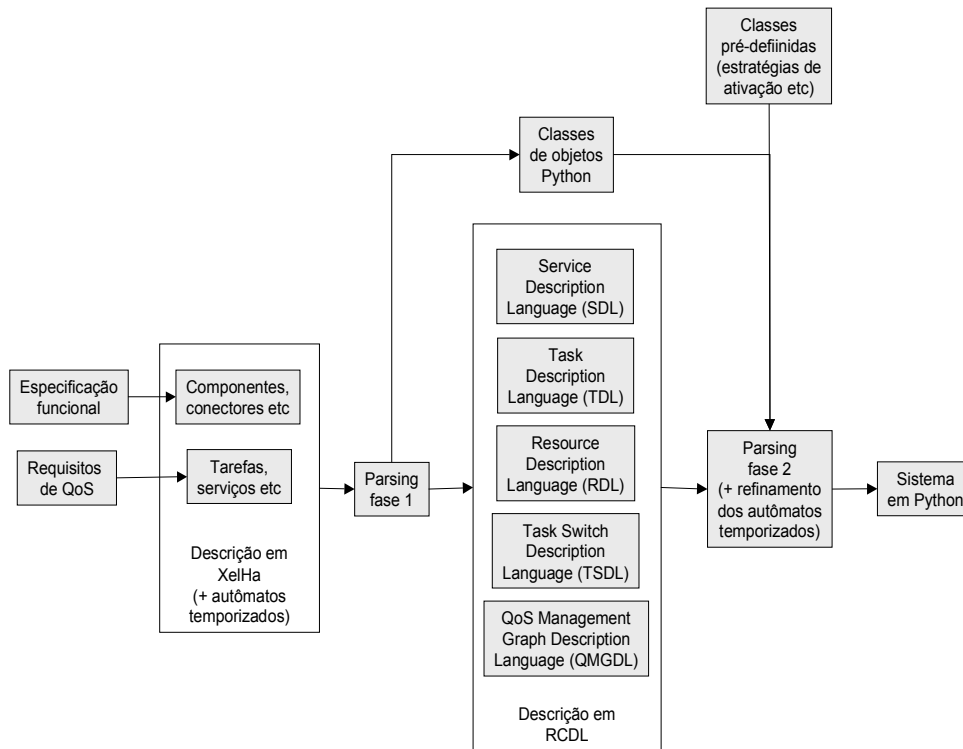 Classes
pré-defiinidas
(estratégias de
ativação etc)
Classes
de objetos
Python
Service
Description
Language (SDL)
Task
Description
Language (TDL)
Resource
Description
Language (RDL)
Task Switch
Description
Language (TSDL)
QoS Management
Graph Description
Language (QMGDL)
Descrição em
RCDL
Especificação
funcional
Componentes,
conectores etc
Requisitos
de QoS
Tarefas,
serviços etc
Descrição em
XelHa
(+ autômatos
temporizados)
Parsing
fase 1
Parsing
fase 2
(+ refinamento
dos autômatos
temporizados)
Sistema
em Python